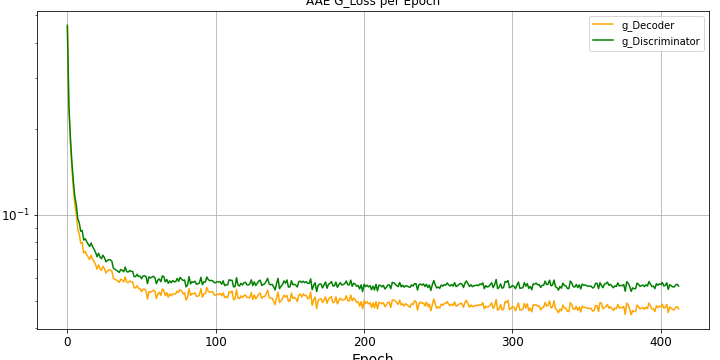 AAE G_Loss per Epoch
g_Decoder
g_Discriminator
10⁻¹
0
100
200
300
400
Epoch